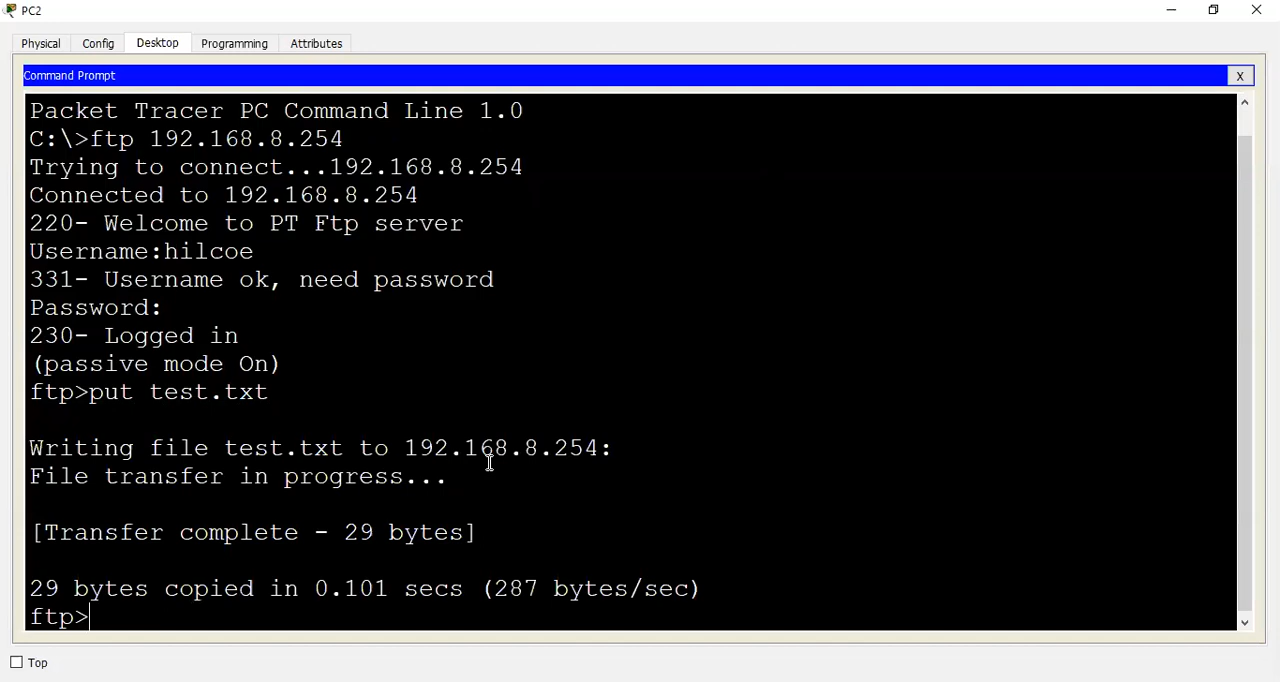 PC2
Physical Config Desktop Programming Attributes
Command Prompt X
Packet Tracer PC Command Line 1.0
C:\>ftp 192.168.8.254
Trying to connect...192.168.8.254
Connected to 192.168.8.254
220- Welcome to PT Ftp server
Username:hilcoe
331- Username ok, need password
Password:
230- Logged in
(passive mode On)
ftp>put test.txt
Writing file test.txt to 192.168.8.254:
File transfer in progress...
[Transfer complete - 29 bytes]
29 bytes copied in 0.101 secs (287 bytes/sec)
ftp>
Top